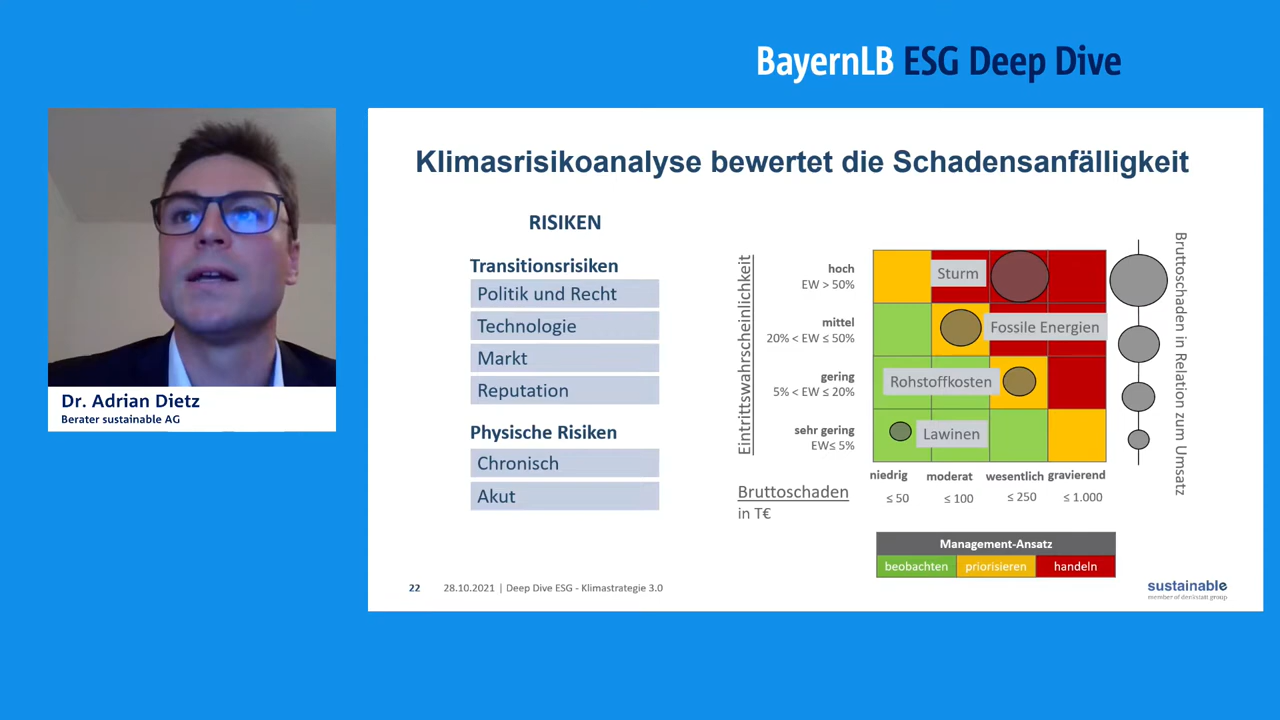 BayernLB ESG Deep Dive
Dr. Adrian Dietz
Berater sustainable AG
Klimasrisikoanalyse bewertet die Schadensanfälligkeit
RISIKEN
Transitionsrisiken
Politik und Recht
Technologie
Markt
Reputation
Physische Risiken
Chronisch
Akut
Eintrittswahrscheinlichkeit
hoch
EW > 50%
mittel
20% < EW ≤ 50%
gering
5% < EW ≤ 20%
sehr gering
EW≤ 5%
Sturm
Fossile Energien
Rohstoffkosten
Lawinen
niedrig moderat wesentlich gravierend
≤ 50 ≤ 100 ≤ 250 ≤ 1.000
Bruttoschaden
in T€
Bruttoschaden in Relation zum Umsatz
Management-Ansatz
beobachten priorisieren handeln
22 28.10.2021 | Deep Dive ESG - Klimastrategie 3.0
sustainable
member of denkstatt group